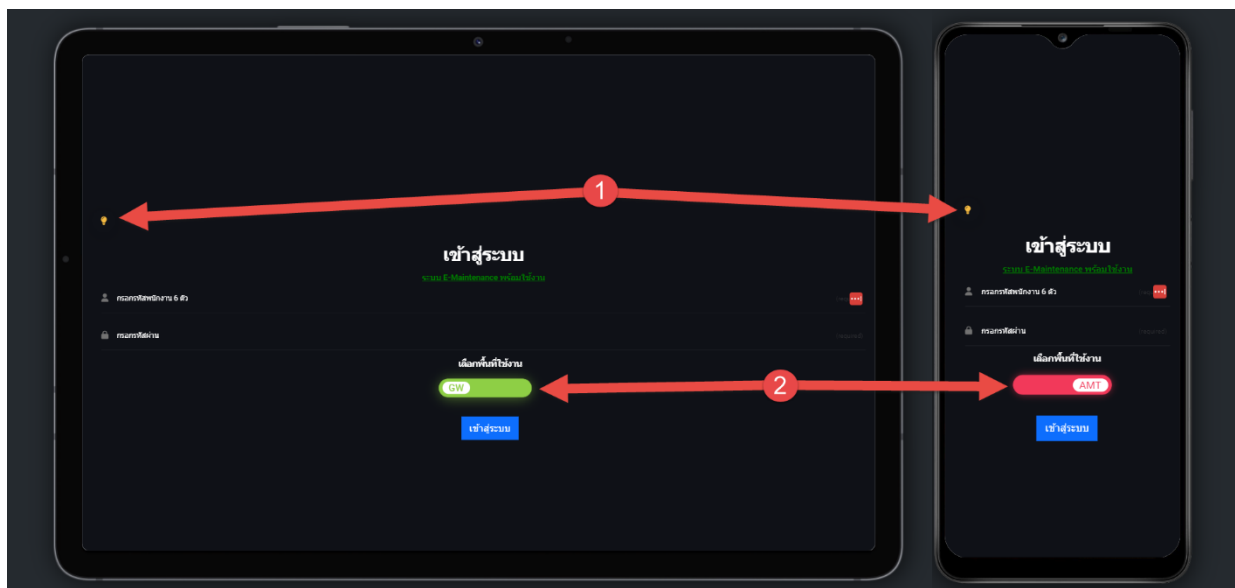 1
เข้าสู่ระบบ
ระบบ E-Maintenance พร้อมใช้งาน
กรอกรหัสพนักงาน 6 ตัว
กรอกรหัสผ่าน
เลือกพื้นที่ใช้งาน
GW
2
เข้าสู่ระบบ
เข้าสู่ระบบ
ระบบ E-Maintenance พร้อมใช้งาน
กรอกรหัสพนักงาน 6 ตัว
กรอกรหัสผ่าน
เลือกพื้นที่ใช้งาน
AMT
เข้าสู่ระบบ